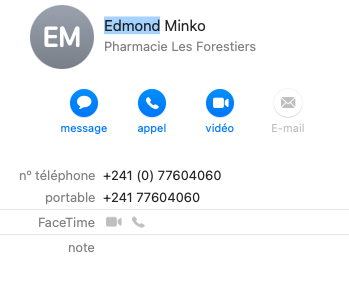 EM
Edmond Minko
Pharmacie Les Forestiers
message appel vidéo E-mail
n° téléphone +241 (0) 77604060
portable +241 77604060
FaceTime
note